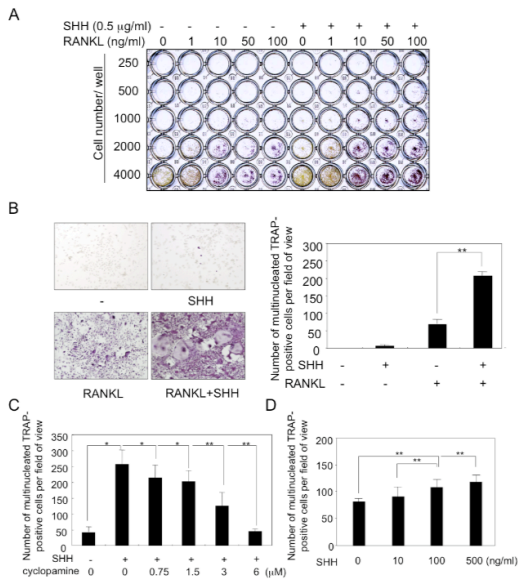 A
SHH (0.5 µg/ml) - - - - - + + + + +
RANKL (ng/ml) 0 1 10 50 100 0 1 10 50 100
Cell number/ well
250
500
1000
2000
4000
B
- SHH
RANKL RANKL+SHH
Number of multinucleated TRAP-
positive cells per field of view
300
250
200
150
100
50
0
**
SHH - + - +
RANKL - - + +
C
Number of multinucleated TRAP-
positive cells per field of view
350
300
250
200
150
100
50
0
* * * ** **
SHH - + + + + +
cyclopamine 0 0 0.75 1.5 3 6 (µM)
D
Number of multinucleated TRAP-
positive cells per field of view
200
150
100
50
0
** **
**
SHH 0 10 100 500 (ng/ml)